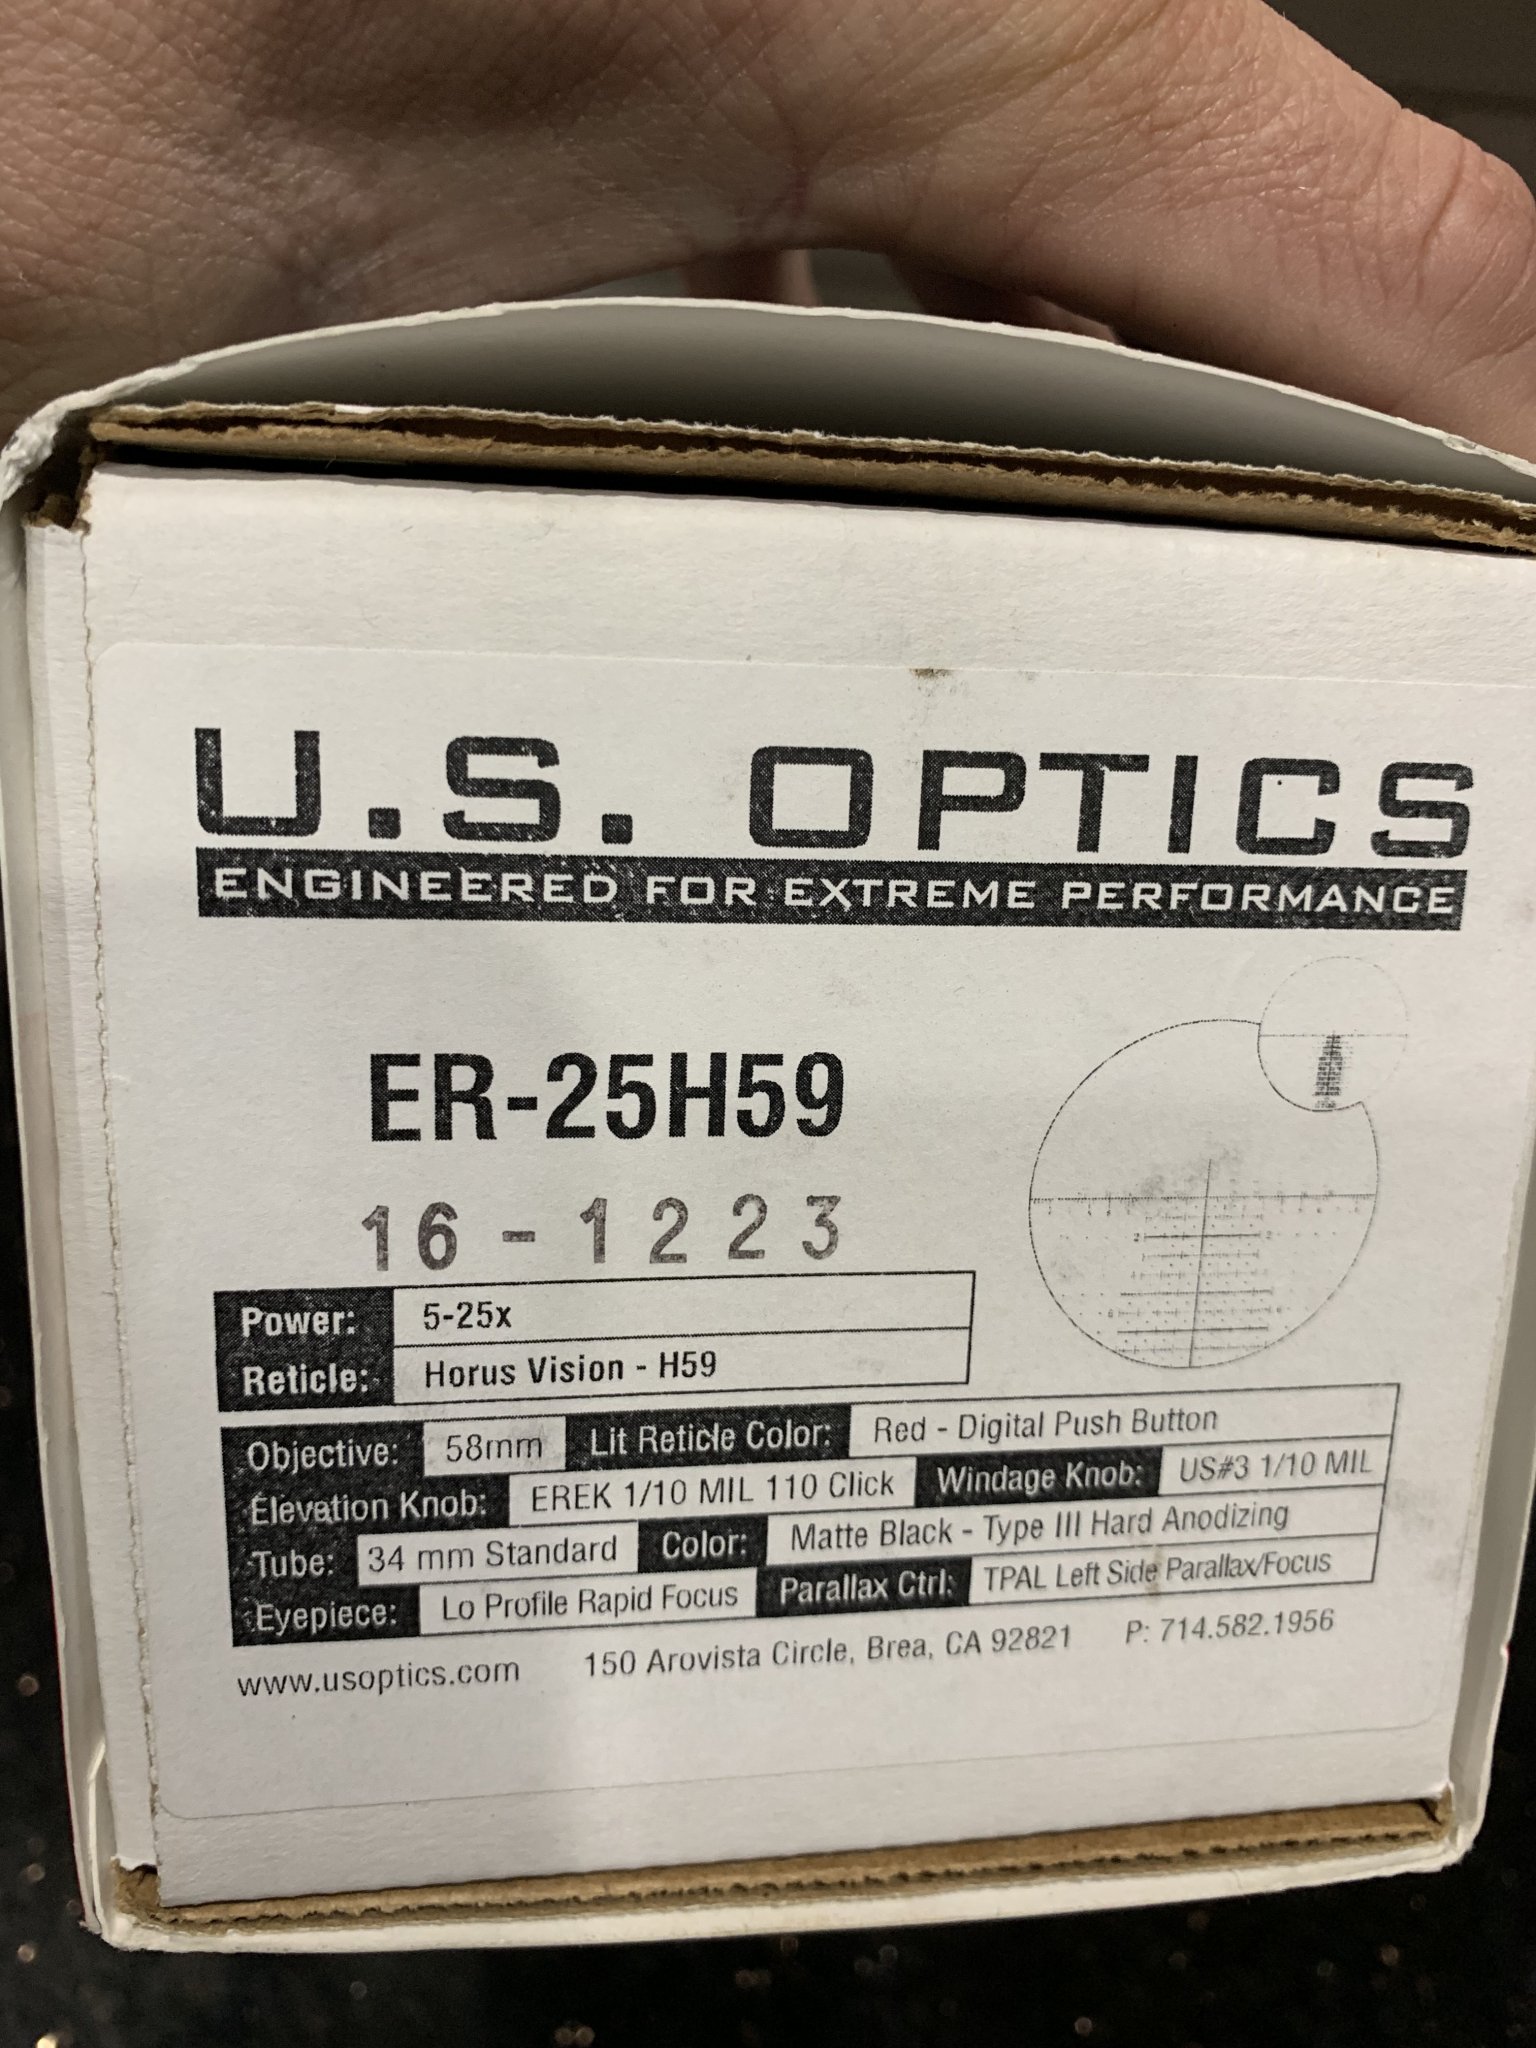 U.S. OPTICS
ENGINEERED FOR EXTREME PERFORMANCE
ER-25H59
16-1223
Power: 5-25x
Reticle: Horus Vision - H59
Objective: 58mm Lit Reticle Color: Red - Digital Push Button
Elevation Knob: EREK 1/10 MIL 110 Click Windage Knob: US#3 1/10 MIL
Tube: 34 mm Standard Color: Matte Black - Type III Hard Anodizing
Eyepiece: Lo Profile Rapid Focus Parallax Ctrl: TPAL Left Side Parallax/Focus
www.usoptics.com 150 Arovista Circle, Brea, CA 92821 P: 714.582.1956